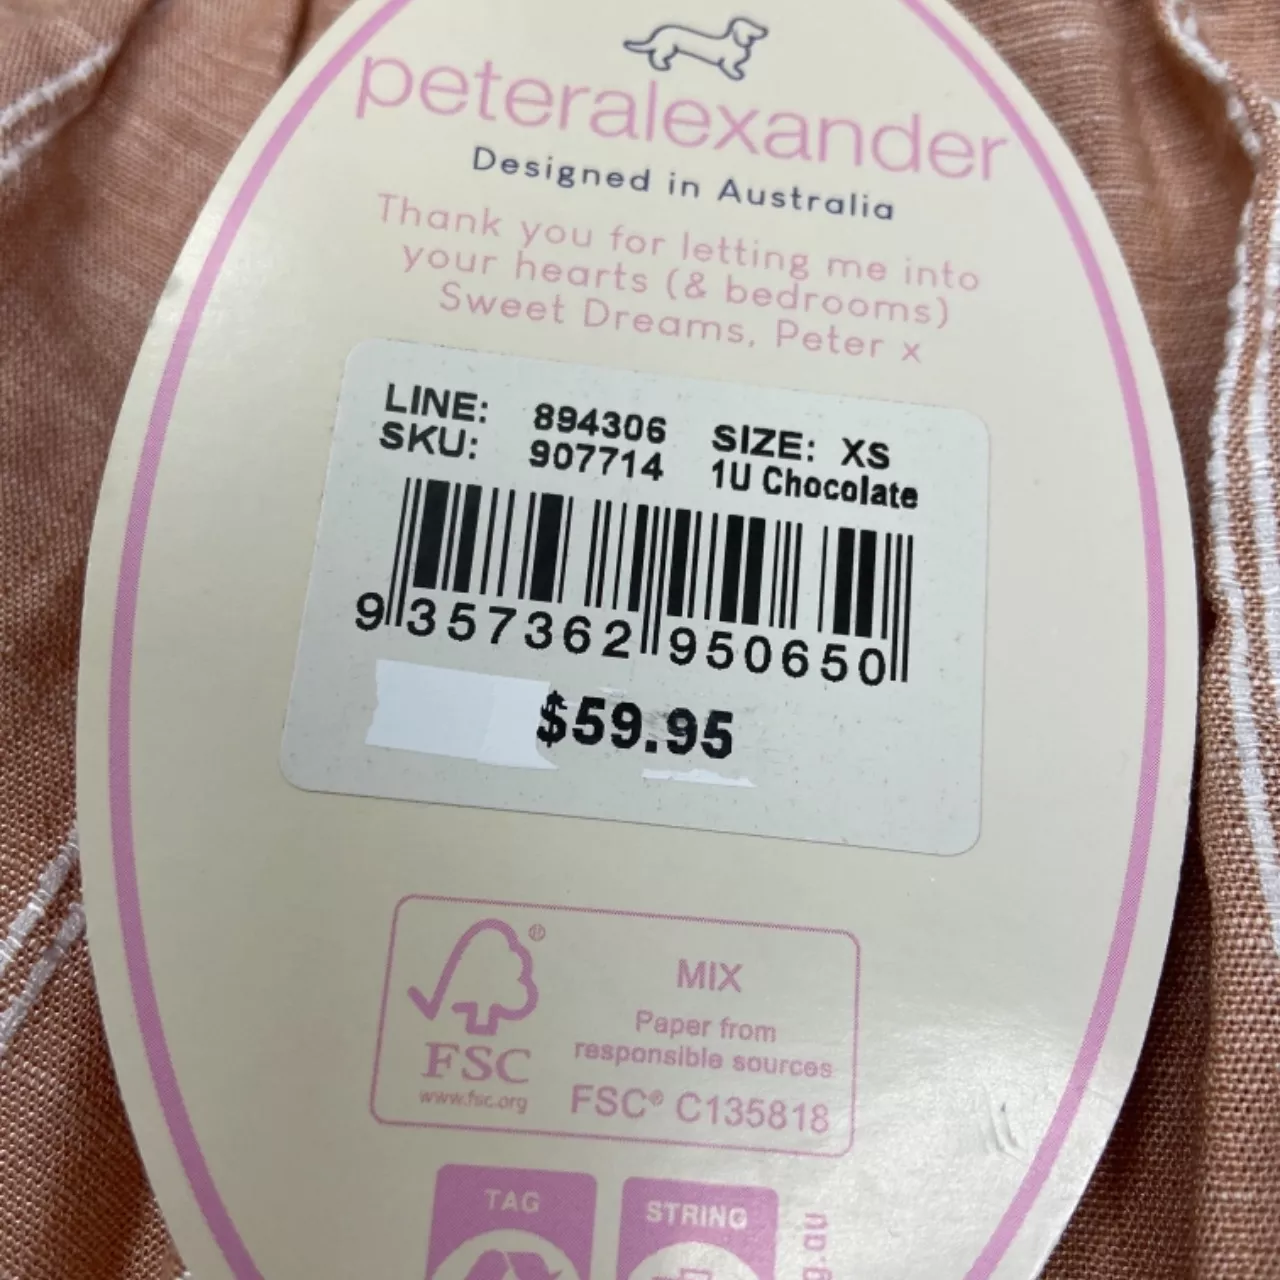 peteralexander
Designed in Australia
Thank you for letting me into
your hearts (& bedrooms)
Sweet Dreams, Peter x
LINE: 894306 SIZE: XS
SKU: 907714 1U Chocolate
9 357362 950650
$59.95
®
MIX
Paper from
responsible sources
FSC
www.fsc.org
FSC® C135818
TAG
STRING